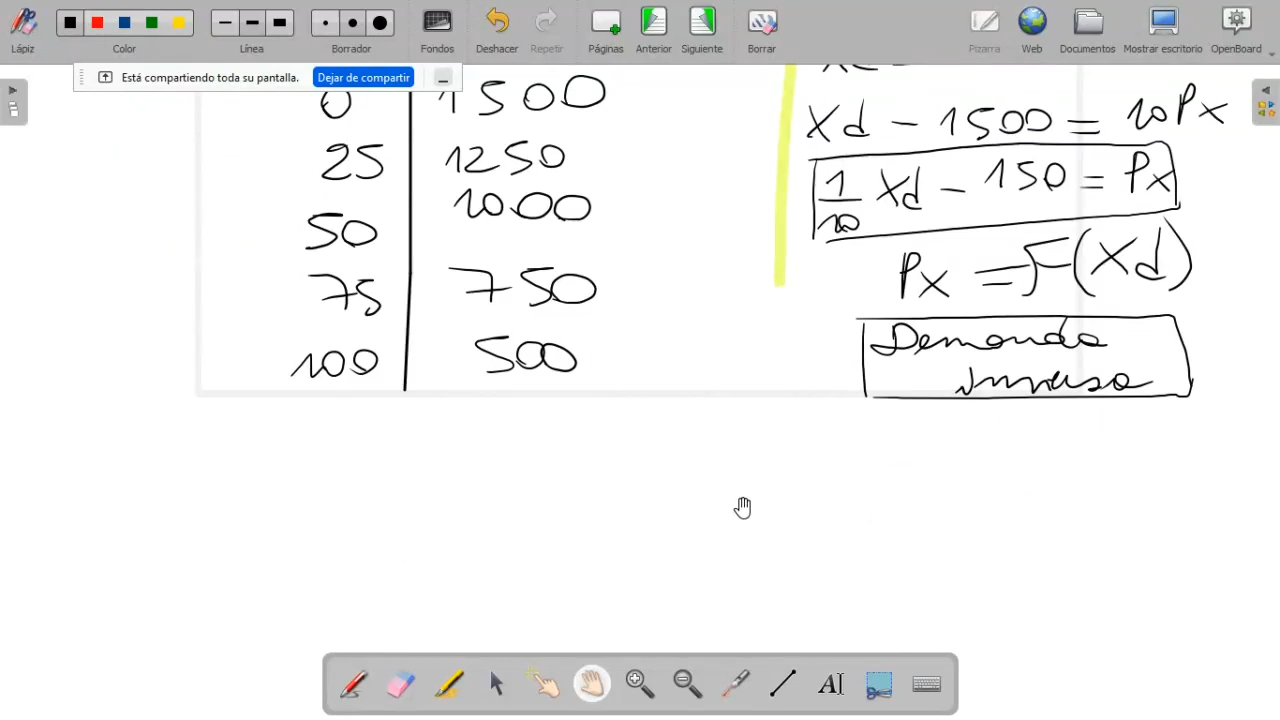 Lápiz Color Línea Borrador Fondos Deshacer Repetir Páginas Anterior Siguiente Borrar Pizarra Web Documentos Mostrar escritorio OpenBoard
Está compartiendo toda su pantalla. Dejar de compartir
0 1500
25 1250
50 1000
75 750
100 500
Xd - 1500 = 10Px
1/10 Xd - 150 = Px
Px = F(Xd)
Demanda
inversa